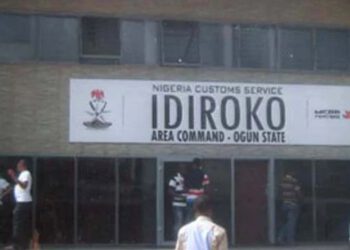 NIGERIA CUSTOMS SERVICE
IDIROKO
AREA COMMAND - OGUN STATE